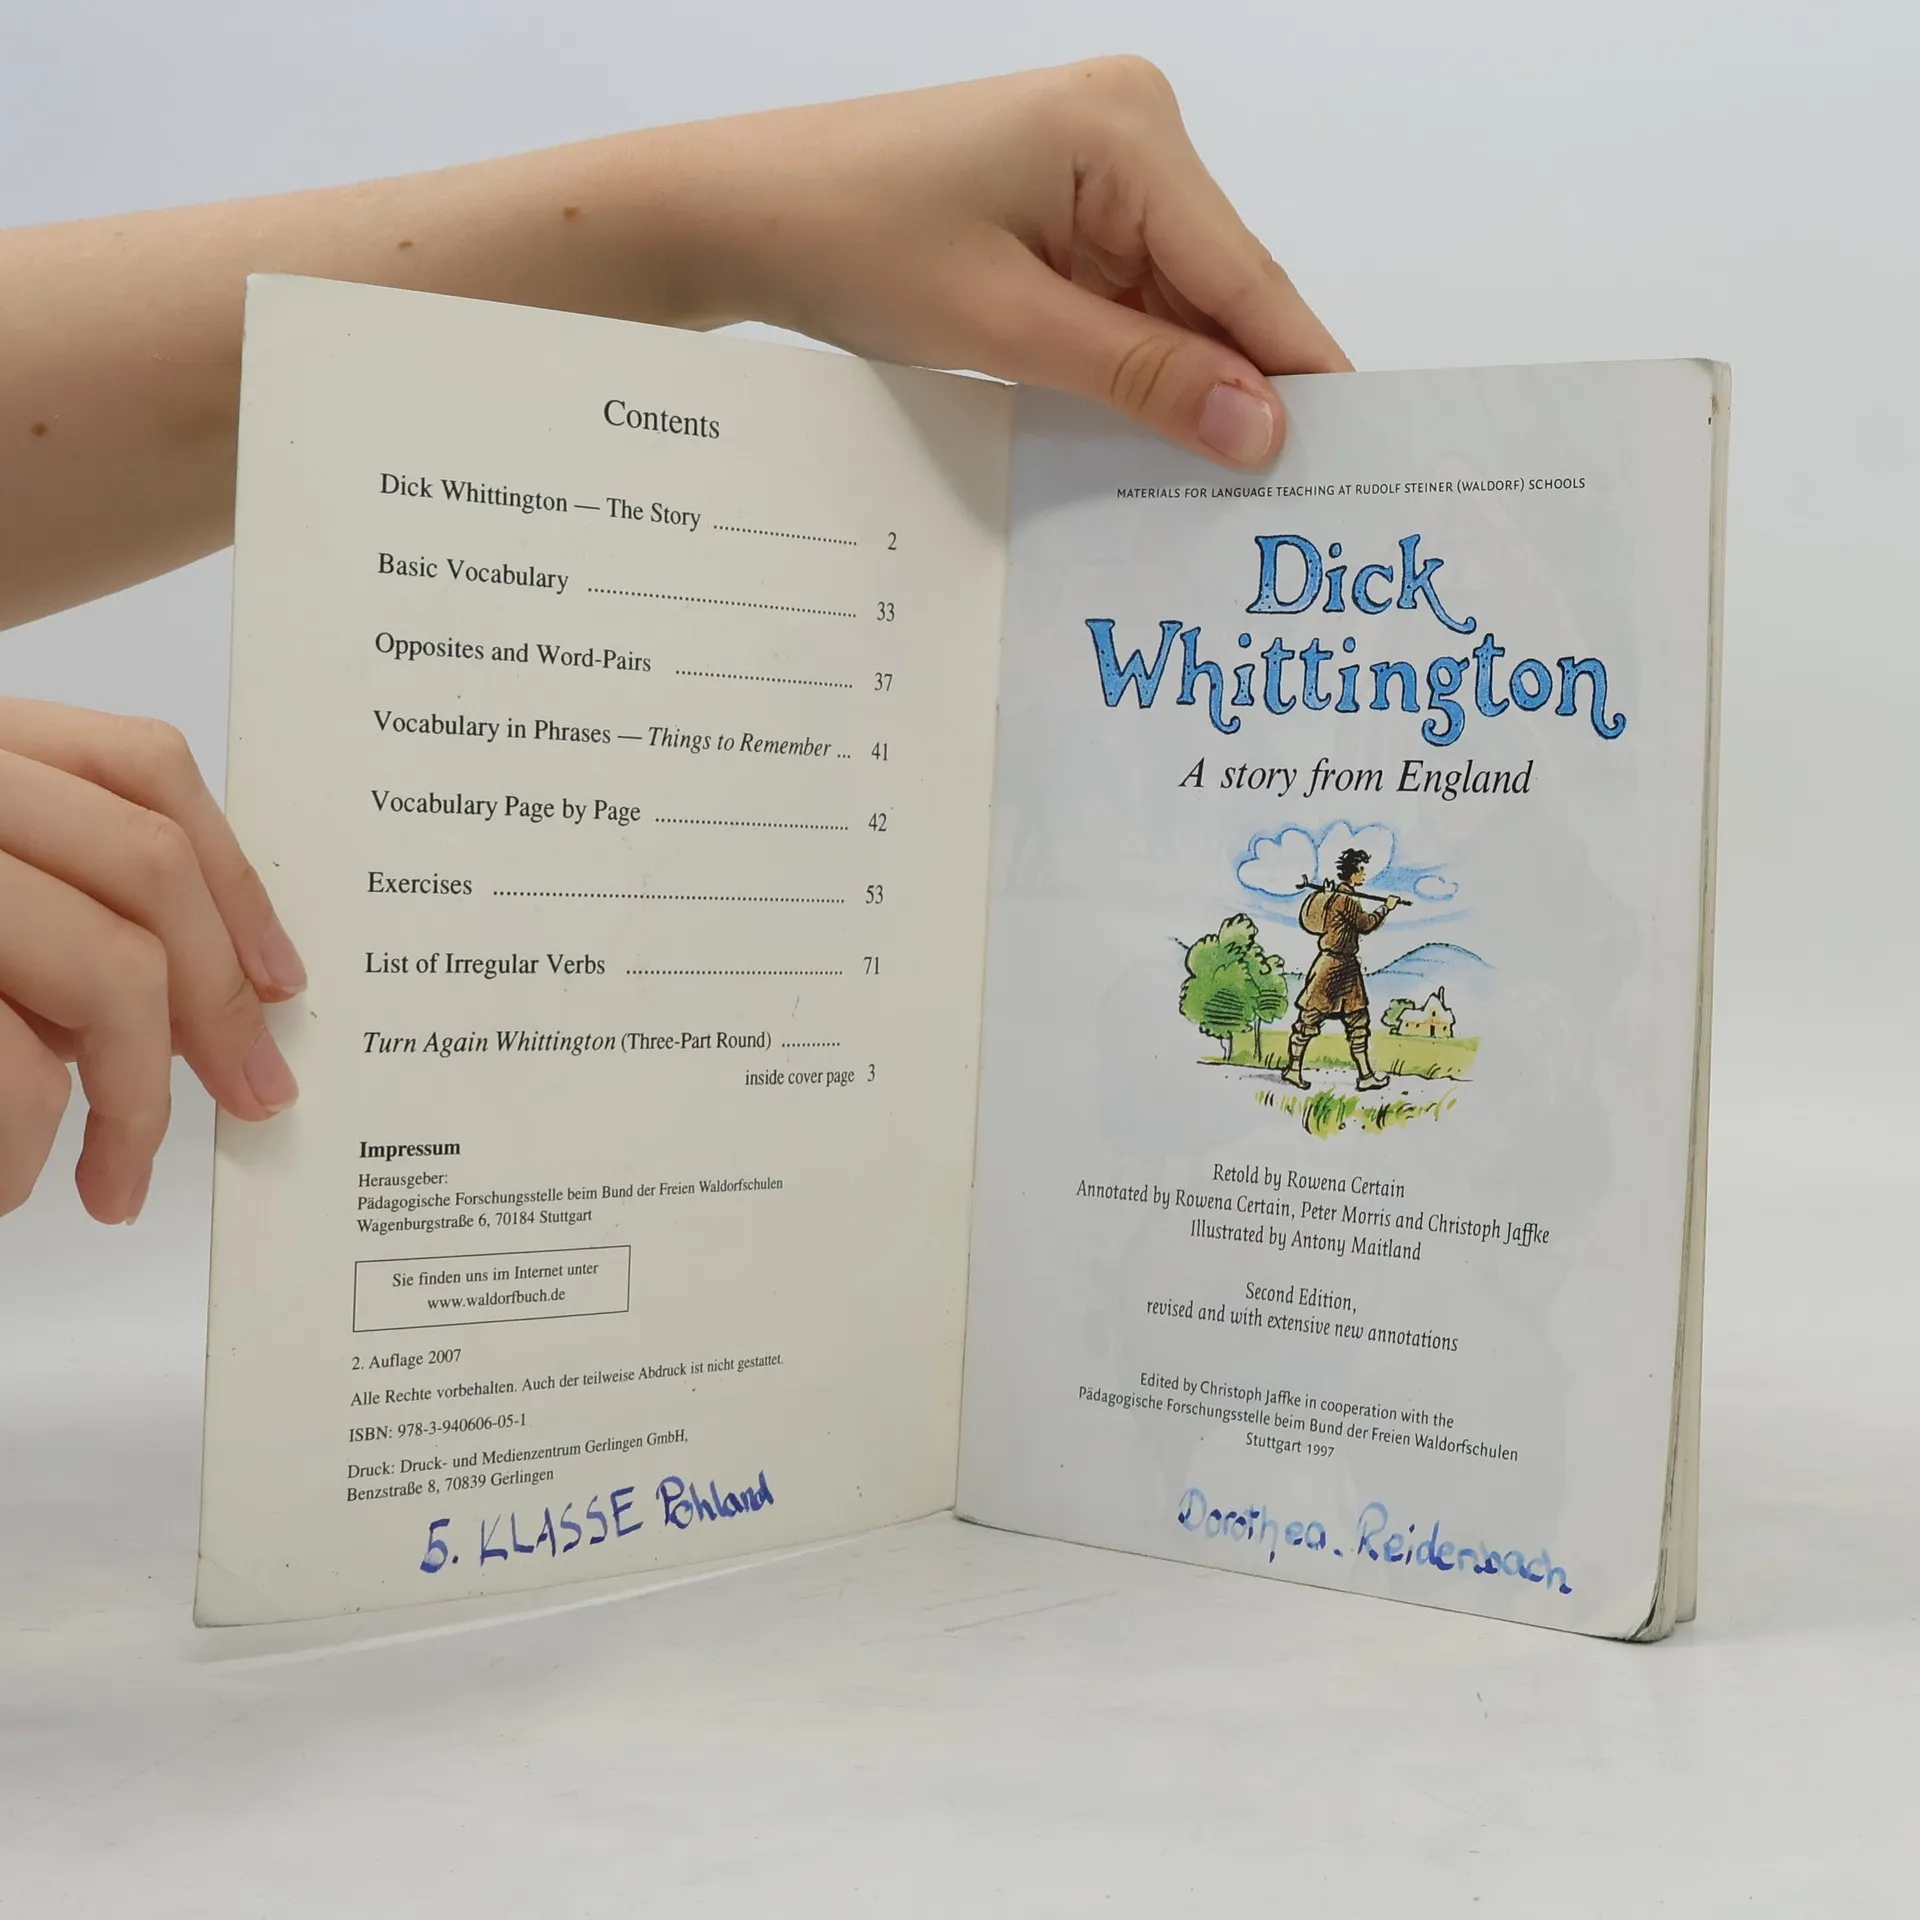 Contents
Dick Whittington — The Story .......................... 2
Basic Vocabulary ................................................ 33
Opposites and Word-Pairs ................................ 37
Vocabulary in Phrases — Things to Remember ... 41
Vocabulary Page by Page ................................... 42
Exercises ............................................................... 53
List of Irregular Verbs ....................................... 71
Turn Again Whittington (Three-Part Round) ............
inside cover page 3
Impressum
Herausgeber:
Pädagogische Forschungsstelle beim Bund der Freien Waldorfschulen
Wagenburgstraße 6, 70184 Stuttgart
Sie finden uns im Internet unter
www.waldorfbuch.de
2. Auflage 2007
Alle Rechte vorbehalten. Auch der teilweise Abdruck ist nicht gestattet.
ISBN: 978-3-940606-05-1
Druck: Druck- und Medienzentrum Gerlingen GmbH,
Benzstraße 8, 70839 Gerlingen
5. KLASSE Pohland
MATERIALS FOR LANGUAGE TEACHING AT RUDOLF STEINER (WALDORF) SCHOOLS
Dick
Whittington
A story from England
Retold by Rowena Certain
Annotated by Rowena Certain, Peter Morris and Christoph Jaffke
Illustrated by Antony Maitland
Second Edition,
revised and with extensive new annotations
Edited by Christoph Jaffke in cooperation with the
Pädagogische Forschungsstelle beim Bund der Freien Waldorfschulen
Stuttgart 1997
Dorothea. Reidenbach